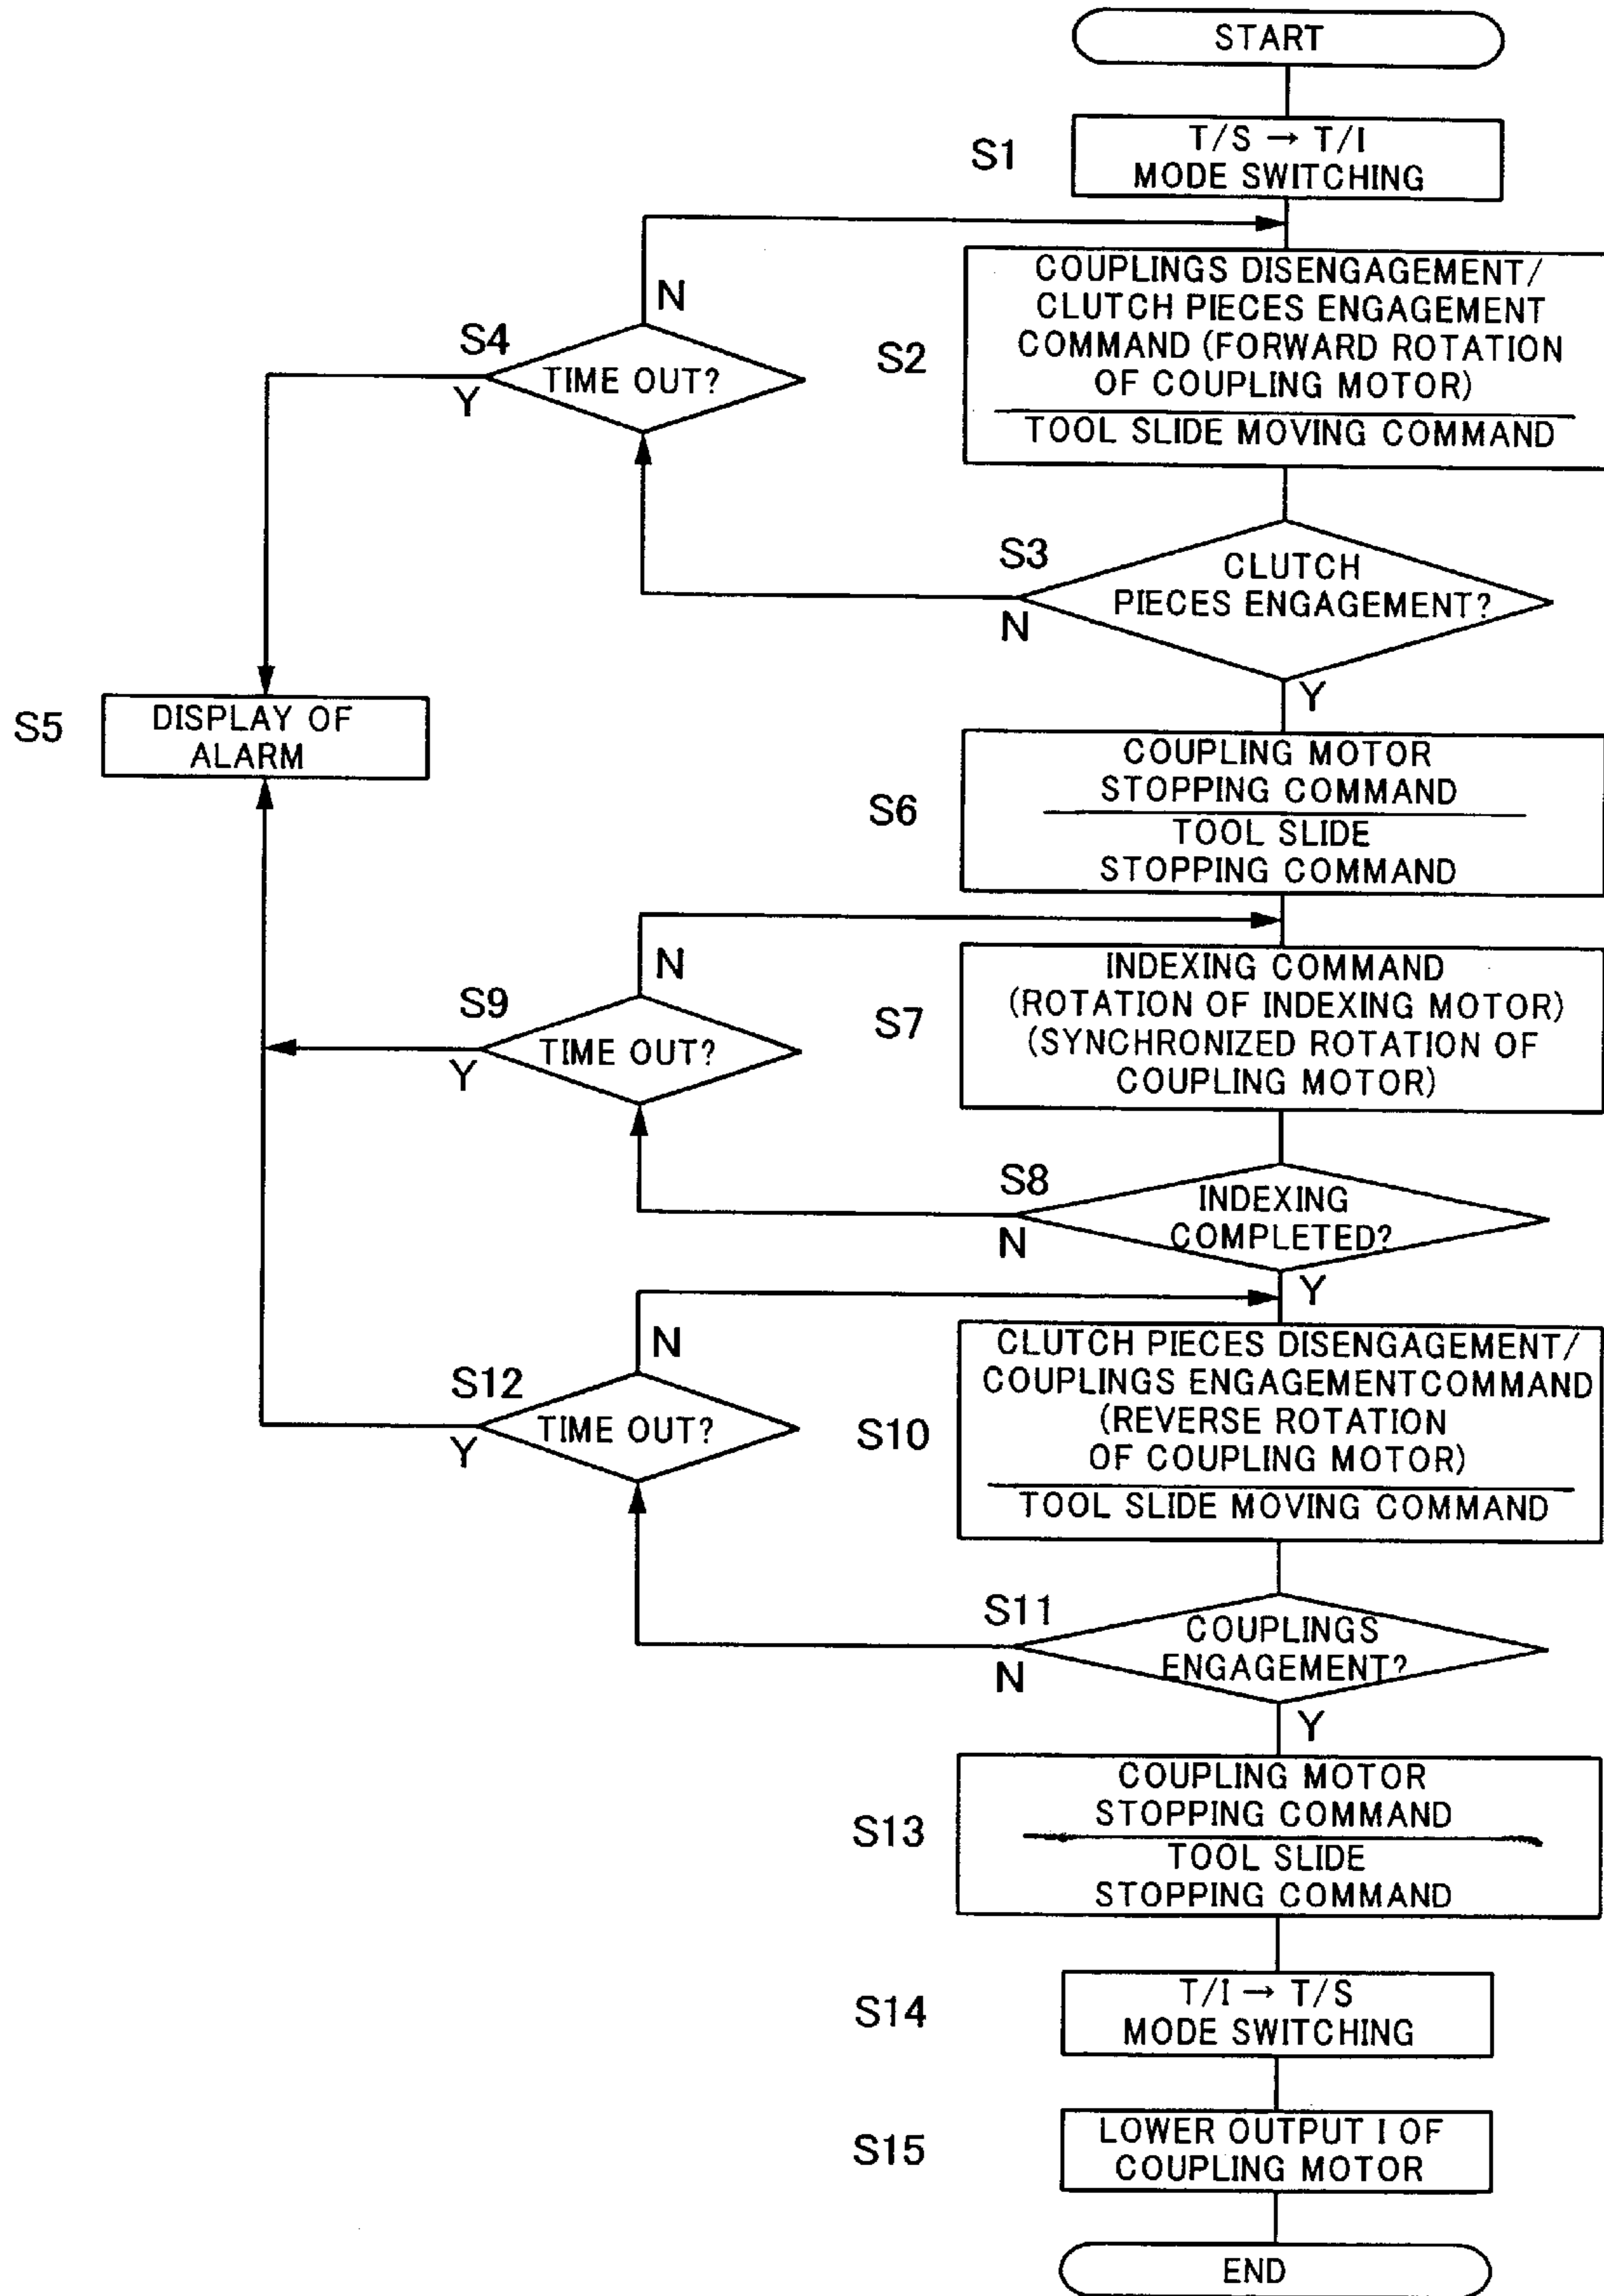 START
S1
T/S → T/I
MODE SWITCHING
N
S4
TIME OUT?
Y
S2
COUPLINGS DISENGAGEMENT/
CLUTCH PIECES ENGAGEMENT
COMMAND (FORWARD ROTATION
OF COUPLING MOTOR)
TOOL SLIDE MOVING COMMAND
S3
CLUTCH
PIECES ENGAGEMENT?
N
Y
S5
DISPLAY OF
ALARM
S6
COUPLING MOTOR
STOPPING COMMAND
TOOL SLIDE
STOPPING COMMAND
N
S9
TIME OUT?
Y
S7
INDEXING COMMAND
(ROTATION OF INDEXING MOTOR)
(SYNCHRONIZED ROTATION OF
COUPLING MOTOR)
S8
INDEXING
COMPLETED?
N
Y
N
S12
TIME OUT?
Y
S10
CLUTCH PIECES DISENGAGEMENT/
COUPLINGS ENGAGEMENTCOMMAND
(REVERSE ROTATION
OF COUPLING MOTOR)
TOOL SLIDE MOVING COMMAND
S11
COUPLINGS
ENGAGEMENT?
N
Y
S13
COUPLING MOTOR
STOPPING COMMAND
TOOL SLIDE
STOPPING COMMAND
S14
T/I → T/S
MODE SWITCHING
S15
LOWER OUTPUT I OF
COUPLING MOTOR
END